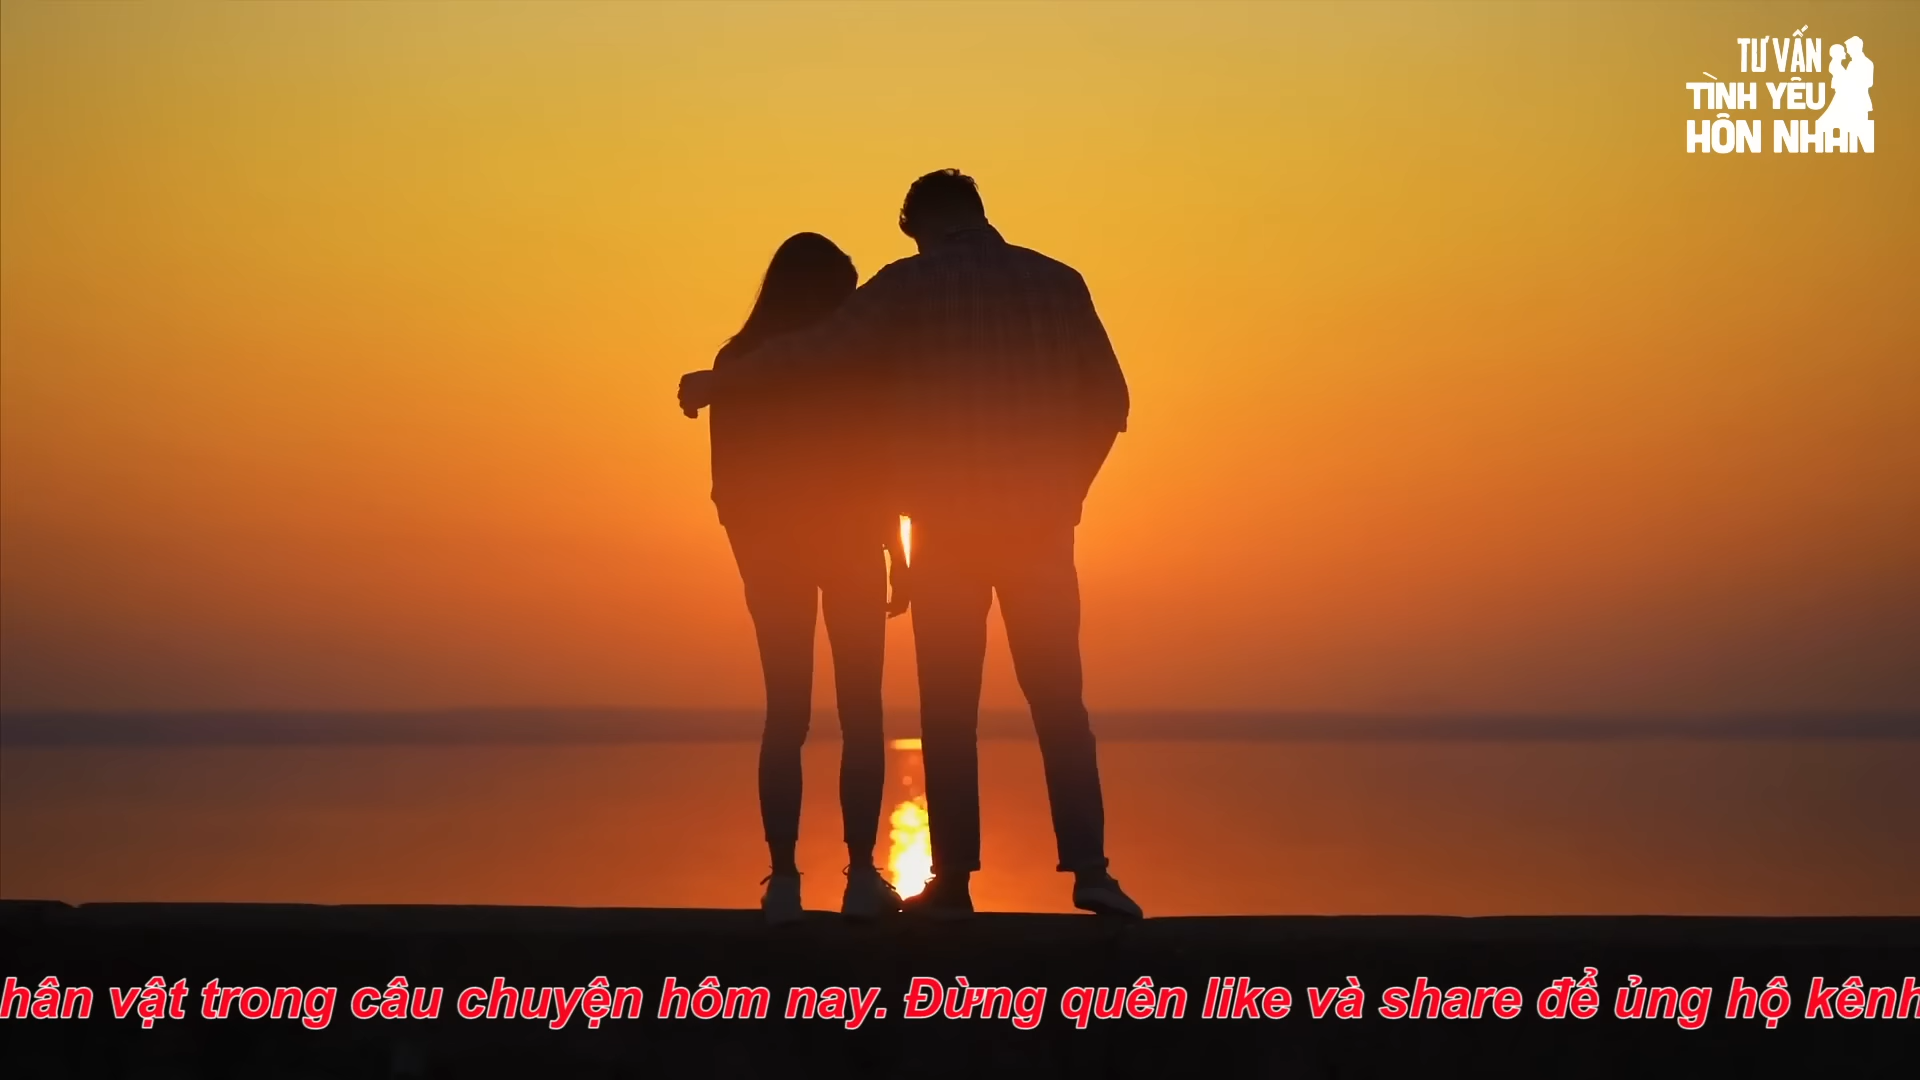 TƯ VẤN
TÌNH YÊU
HÔN NHÂN
hân vật trong câu chuyện hôm nay. Đừng quên like và share để ủng hộ kênh